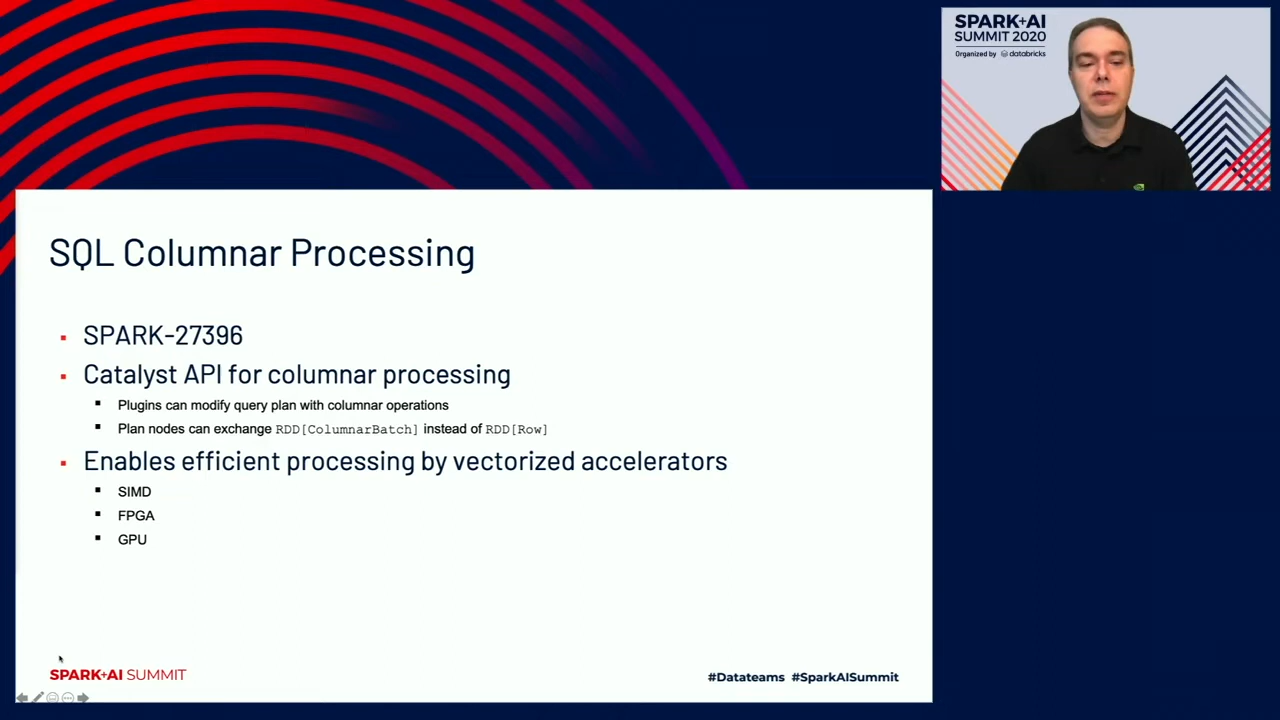 SPARK+AI
SUMMIT 2020
Organized by databricks
SQL Columnar Processing
SPARK-27396
Catalyst API for columnar processing
Plugins can modify query plan with columnar operations
Plan nodes can exchange RDD[ColumnarBatch] instead of RDD[Row]
Enables efficient processing by vectorized accelerators
SIMD
FPGA
GPU
SPARK+AI SUMMIT
#Datateams #SparkAISummit